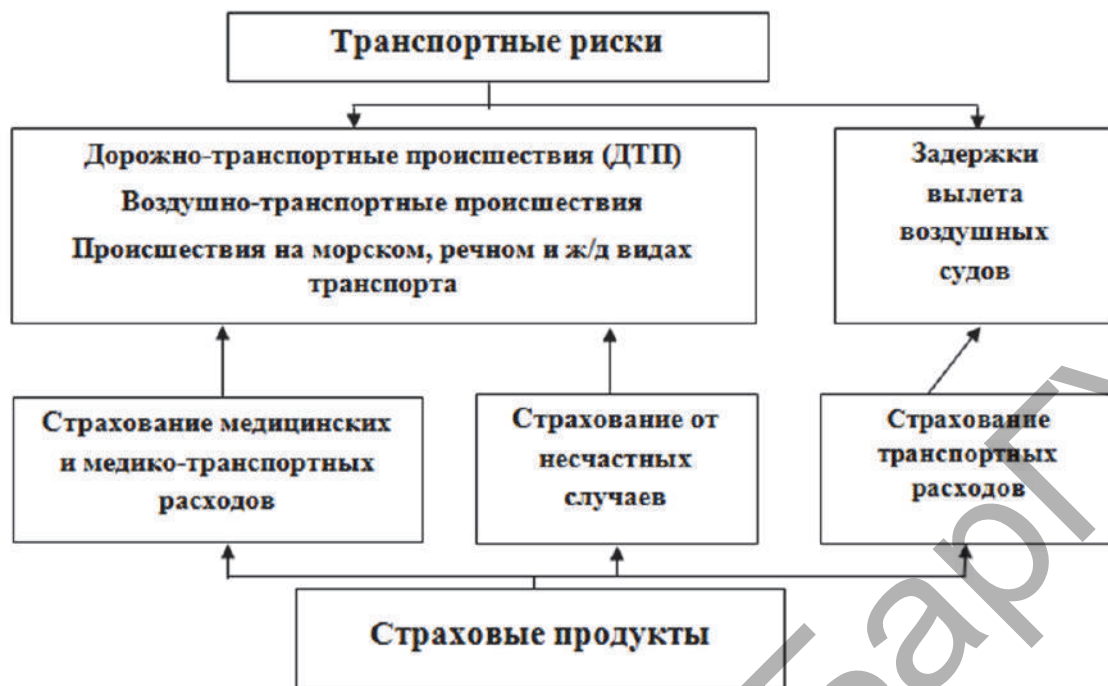 Транспортные риски
Дорожно-транспортные происшествия (ДТП)
Воздушно-транспортные происшествия
Происшествия на морском, речном и ж/д видах
транспорта
Задержки
вылета
воздушных
судов
Страхование медицинских
и медико-транспортных
расходов
Страхование от
несчастных
случаев
Страхование
транспортных
расходов
Страховые продукты